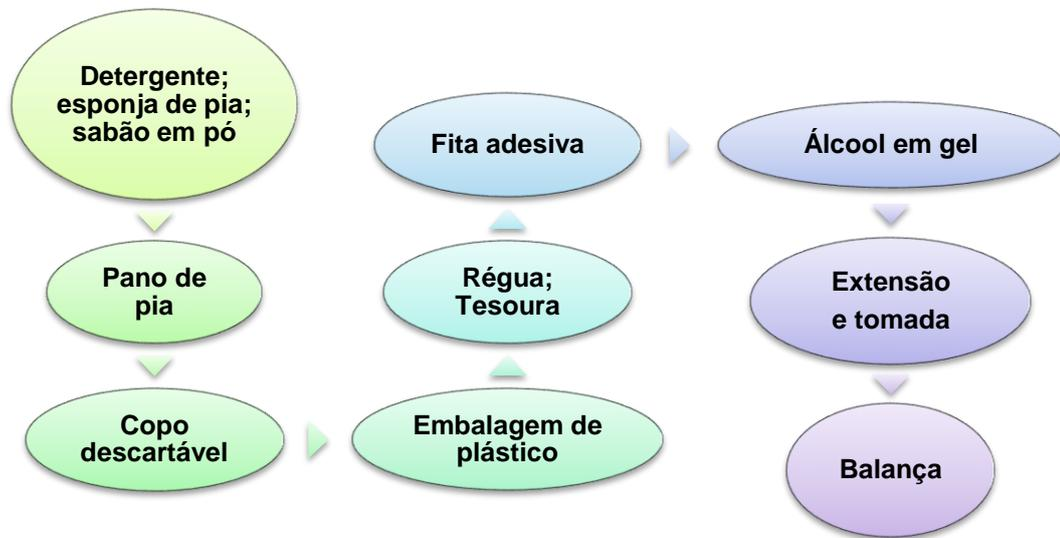 Detergente;
esponja de pia;
sabão em pó
Pano de
pia
Copo
descartável
Embalagem de
plástico
Régua;
Tesoura
Fita adesiva
Álcool em gel
Extensão
e tomada
Balança